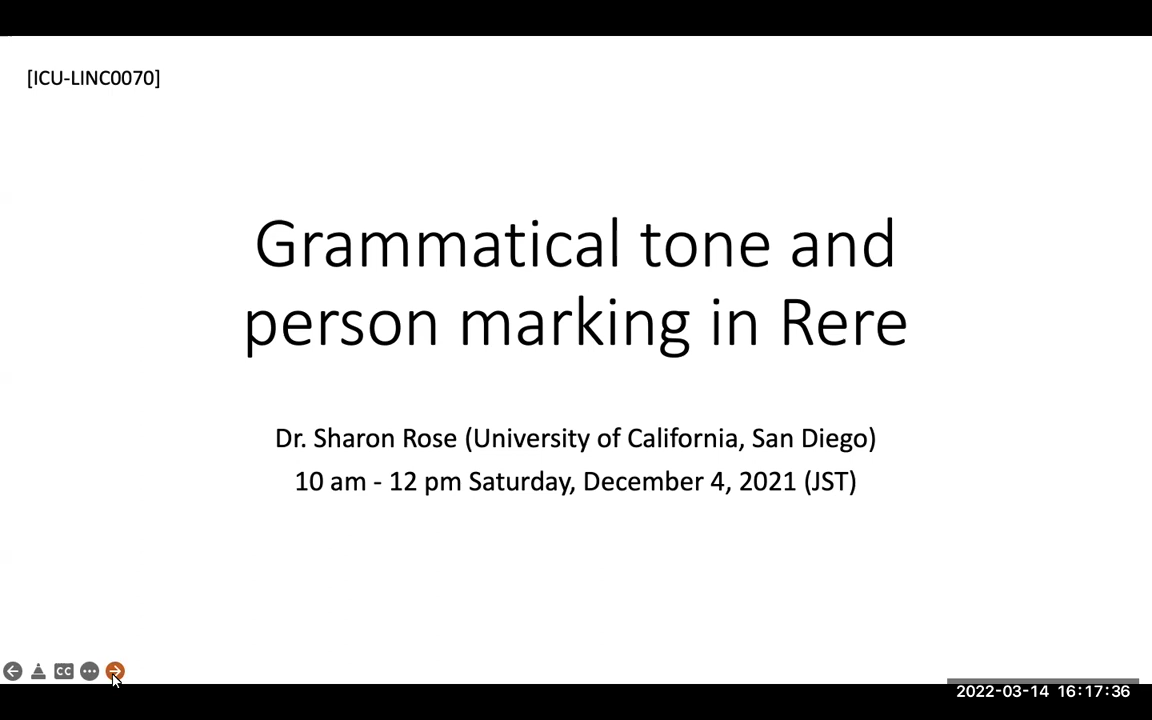 [ICU-LINC0070]
Grammatical tone and
person marking in Rere
Dr. Sharon Rose (University of California, San Diego)
10 am - 12 pm Saturday, December 4, 2021 (JST)
CC
2022-03-14 16:17:36